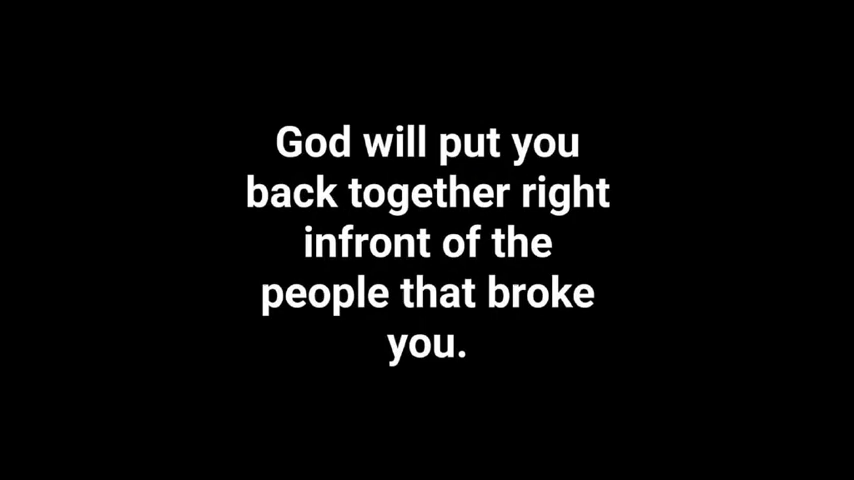 God will put you
back together right
infront of the
people that broke
you.